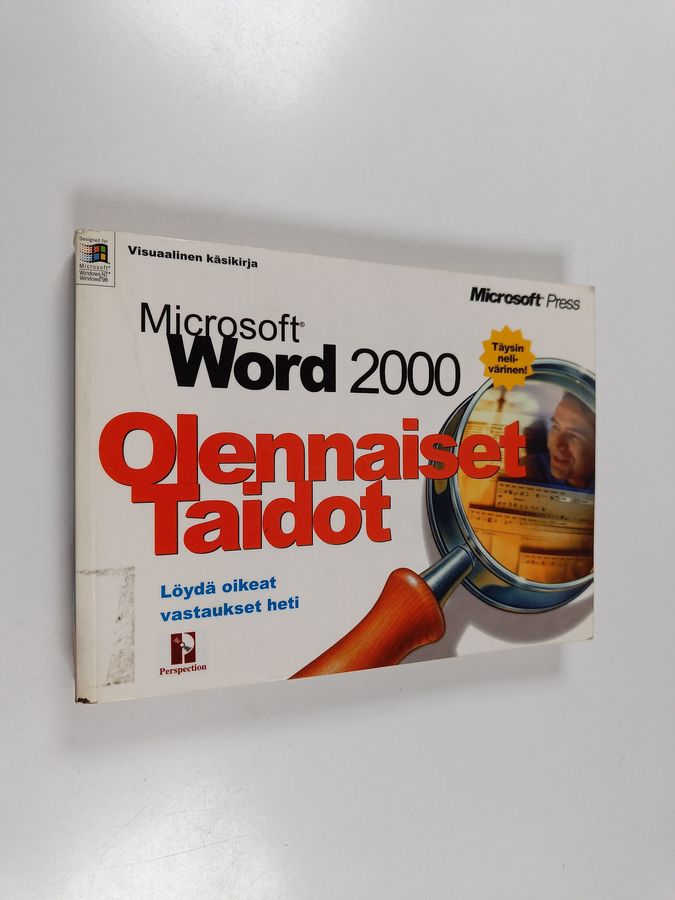 Designed for
Microsoft®
Windows NT®
Windows®98
Visuaalinen käsikirja
Microsoft Press
Microsoft®
Word 2000
Täysin
neli-
värinen!
Olennaiset
Taidot
Löydä oikeat
vastaukset heti
P
Perspection